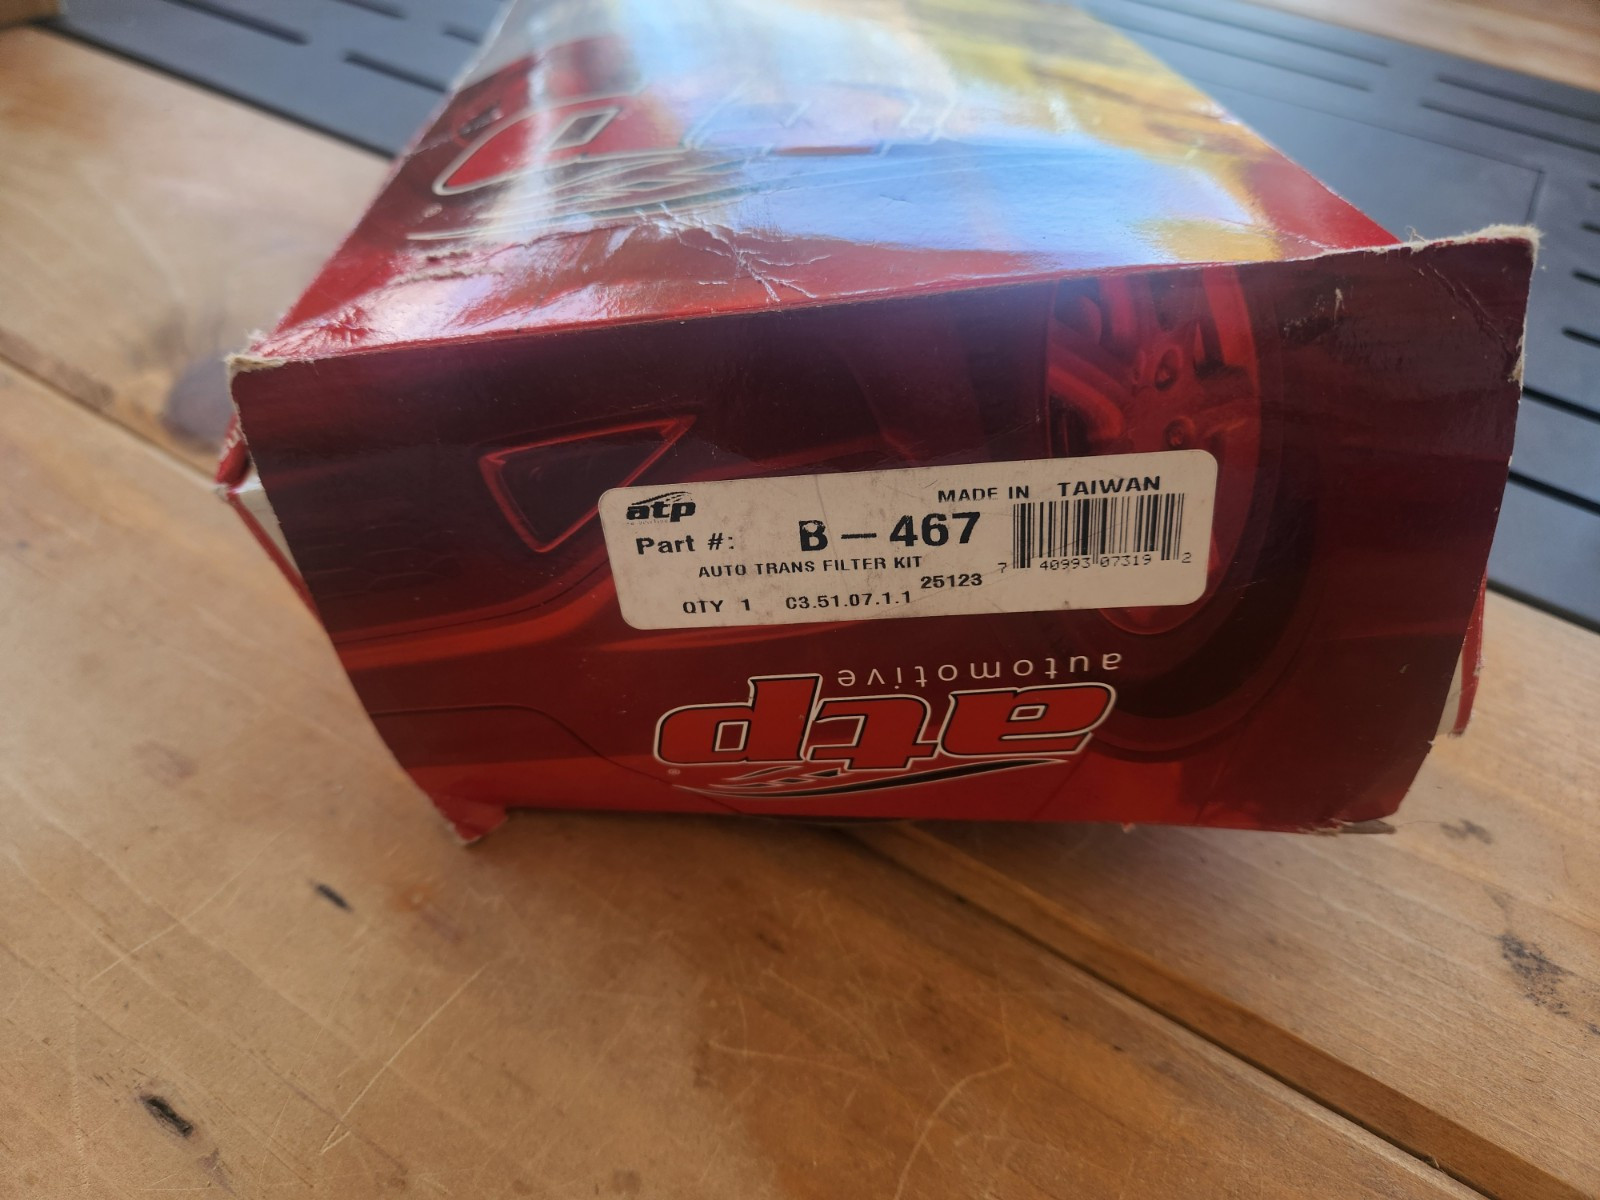 atp
MADE IN TAIWAN
Part #: B-467
AUTO TRANS FILTER KIT
25123
QTY 1 C3.51.07.1.1
7 40993 07319 2
automotive
atp